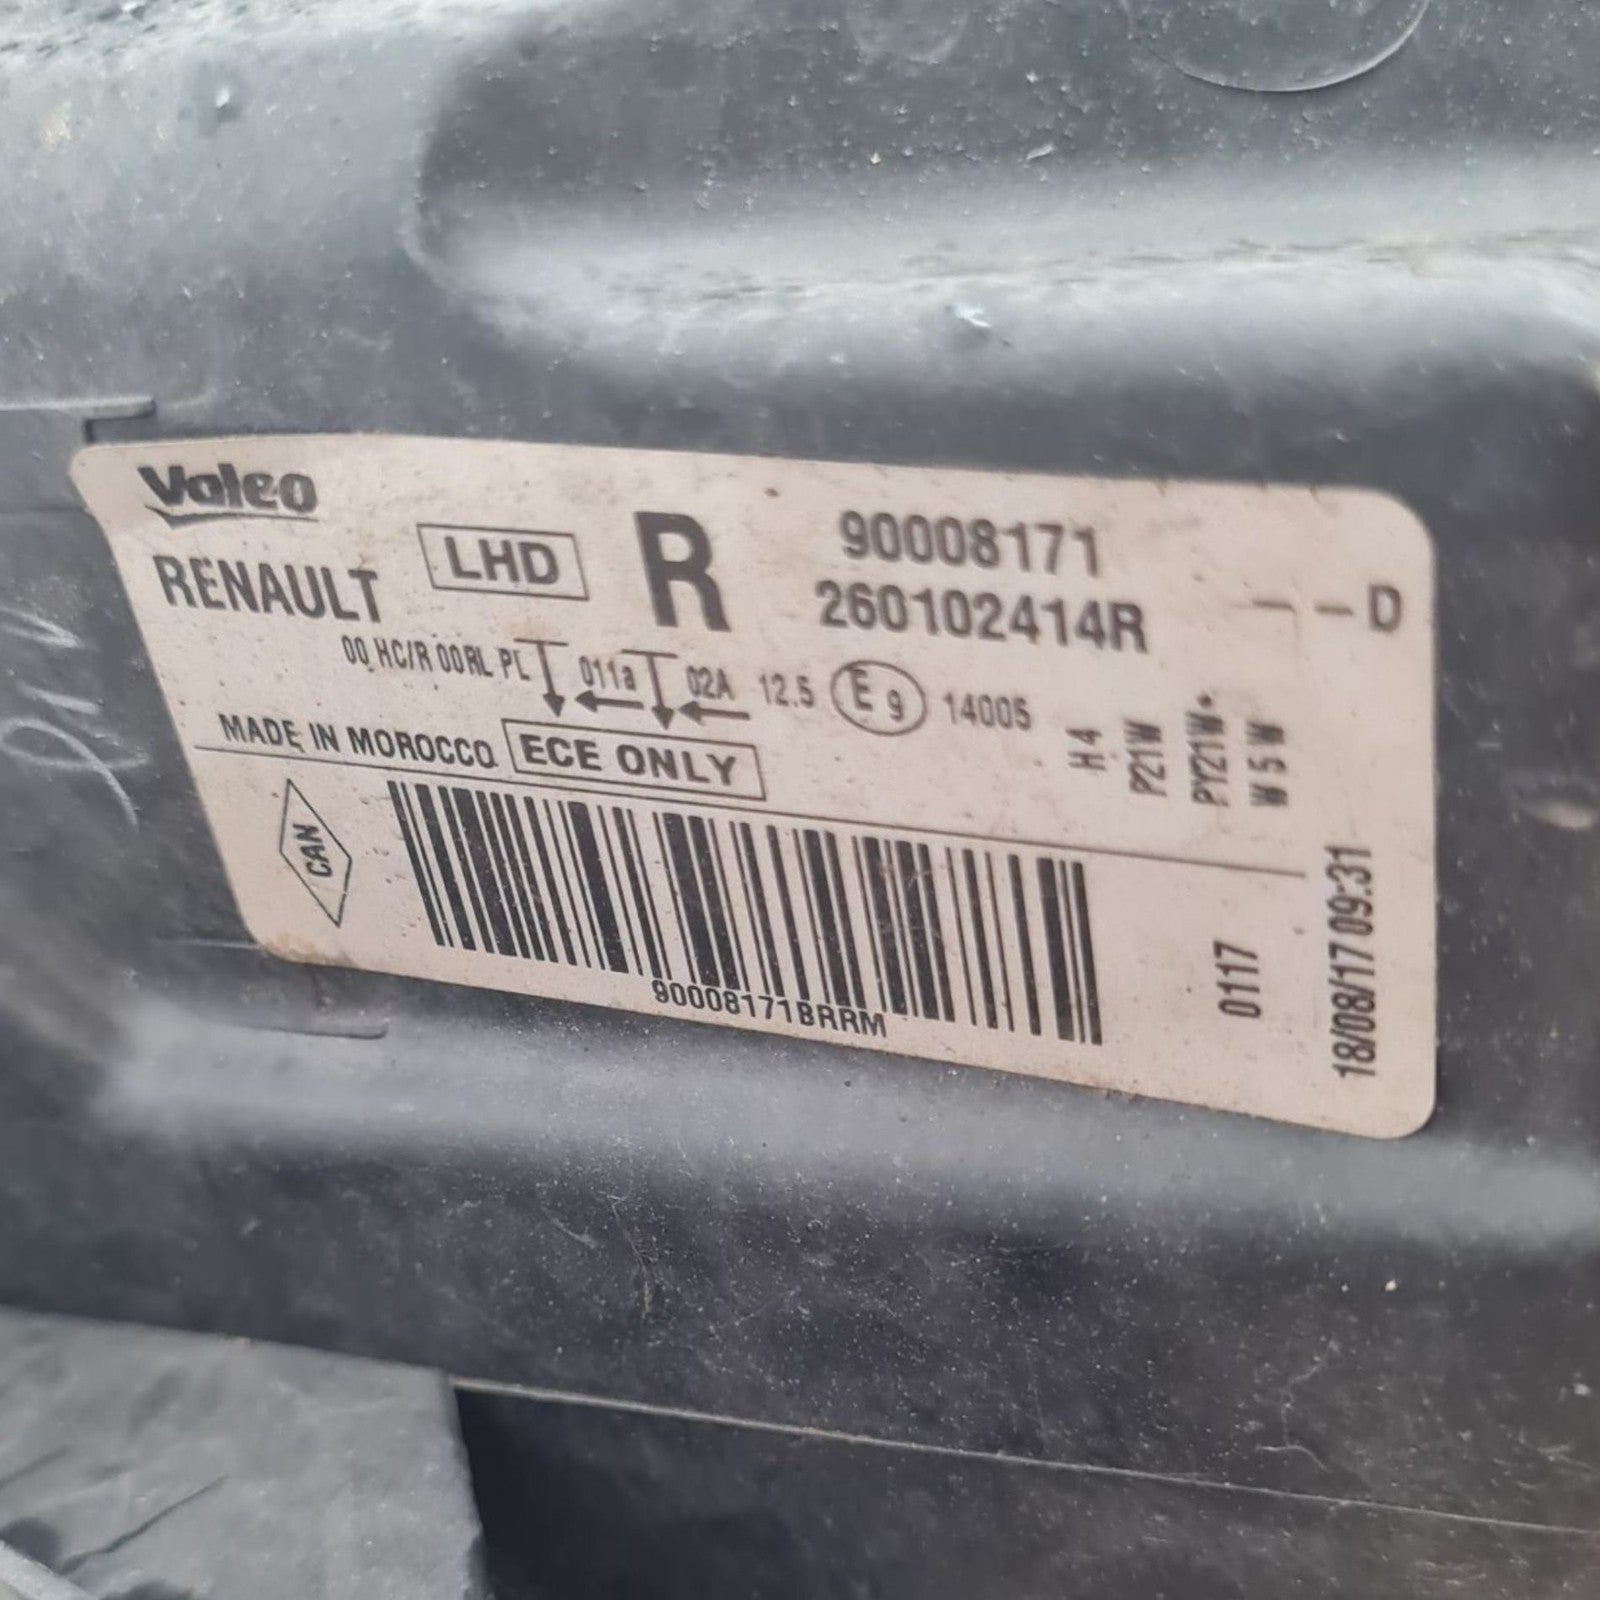 Valeo
RENAULT
LHD
R
90008171
260102414R
– – D
00 HC/R 00RL PL 011a 02A 12.5 E9 14005
MADE IN MOROCCO ECE ONLY
H4
P21W
PY21W•
W5W
CAN
90008171BRRM
0117
18/08/17 09:31